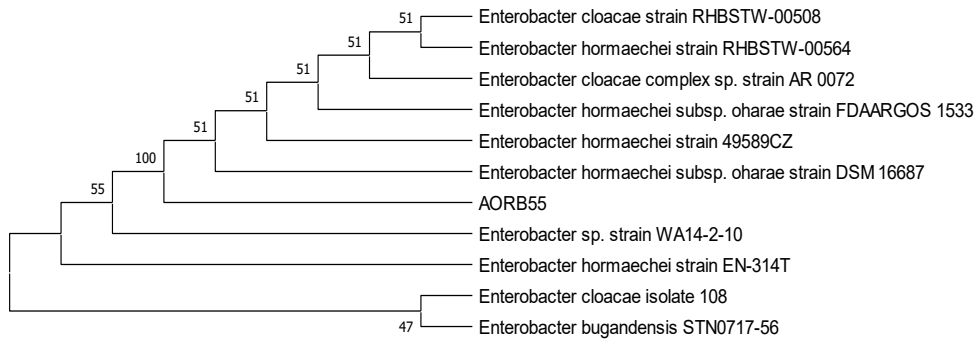 51 Enterobacter cloacae strain RHBSTW-00508
51 Enterobacter hormaechei strain RHBSTW-00564
51 Enterobacter cloacae complex sp. strain AR 0072
51 Enterobacter hormaechei subsp. oharae strain FDAARGOS 1533
51 Enterobacter hormaechei strain 49589CZ
100 Enterobacter hormaechei subsp. oharae strain DSM 16687
55 AORB55
Enterobacter sp. strain WA14-2-10
Enterobacter hormaechei strain EN-314T
Enterobacter cloacae isolate 108
47 Enterobacter bugandensis STN0717-56